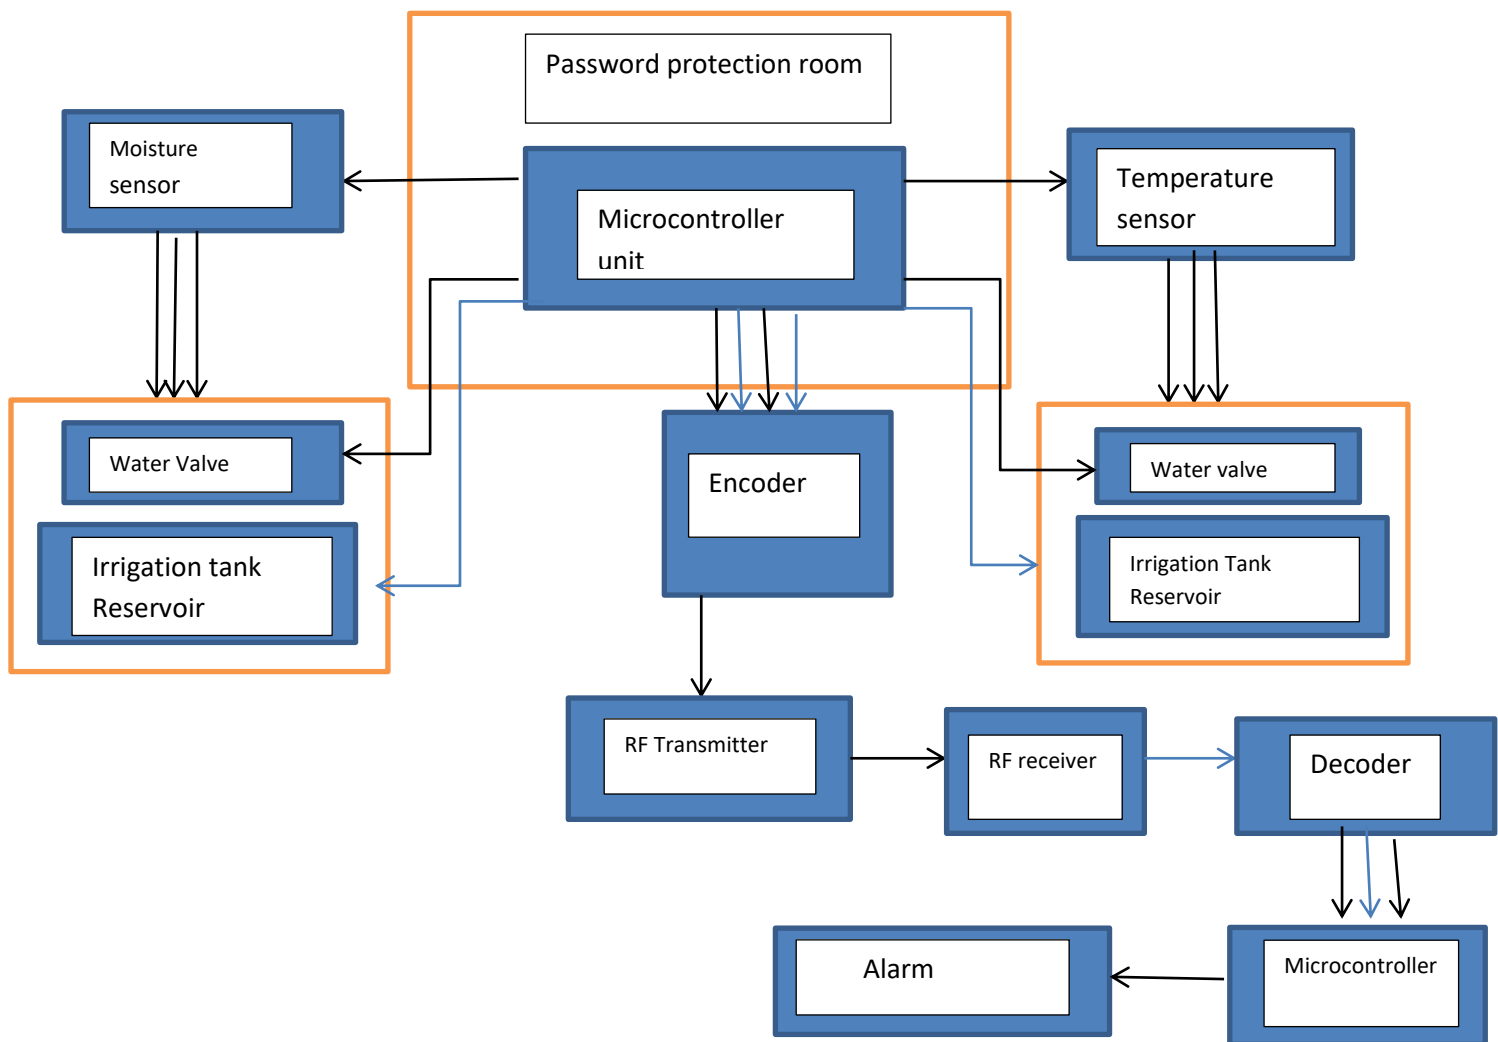 Password protection room
Moisture
sensor
Microcontroller
unit
Temperature
sensor
Water Valve
Irrigation tank
Reservoir
Encoder
Water valve
Irrigation Tank
Reservoir
RF Transmitter
RF receiver
Decoder
Alarm
Microcontroller